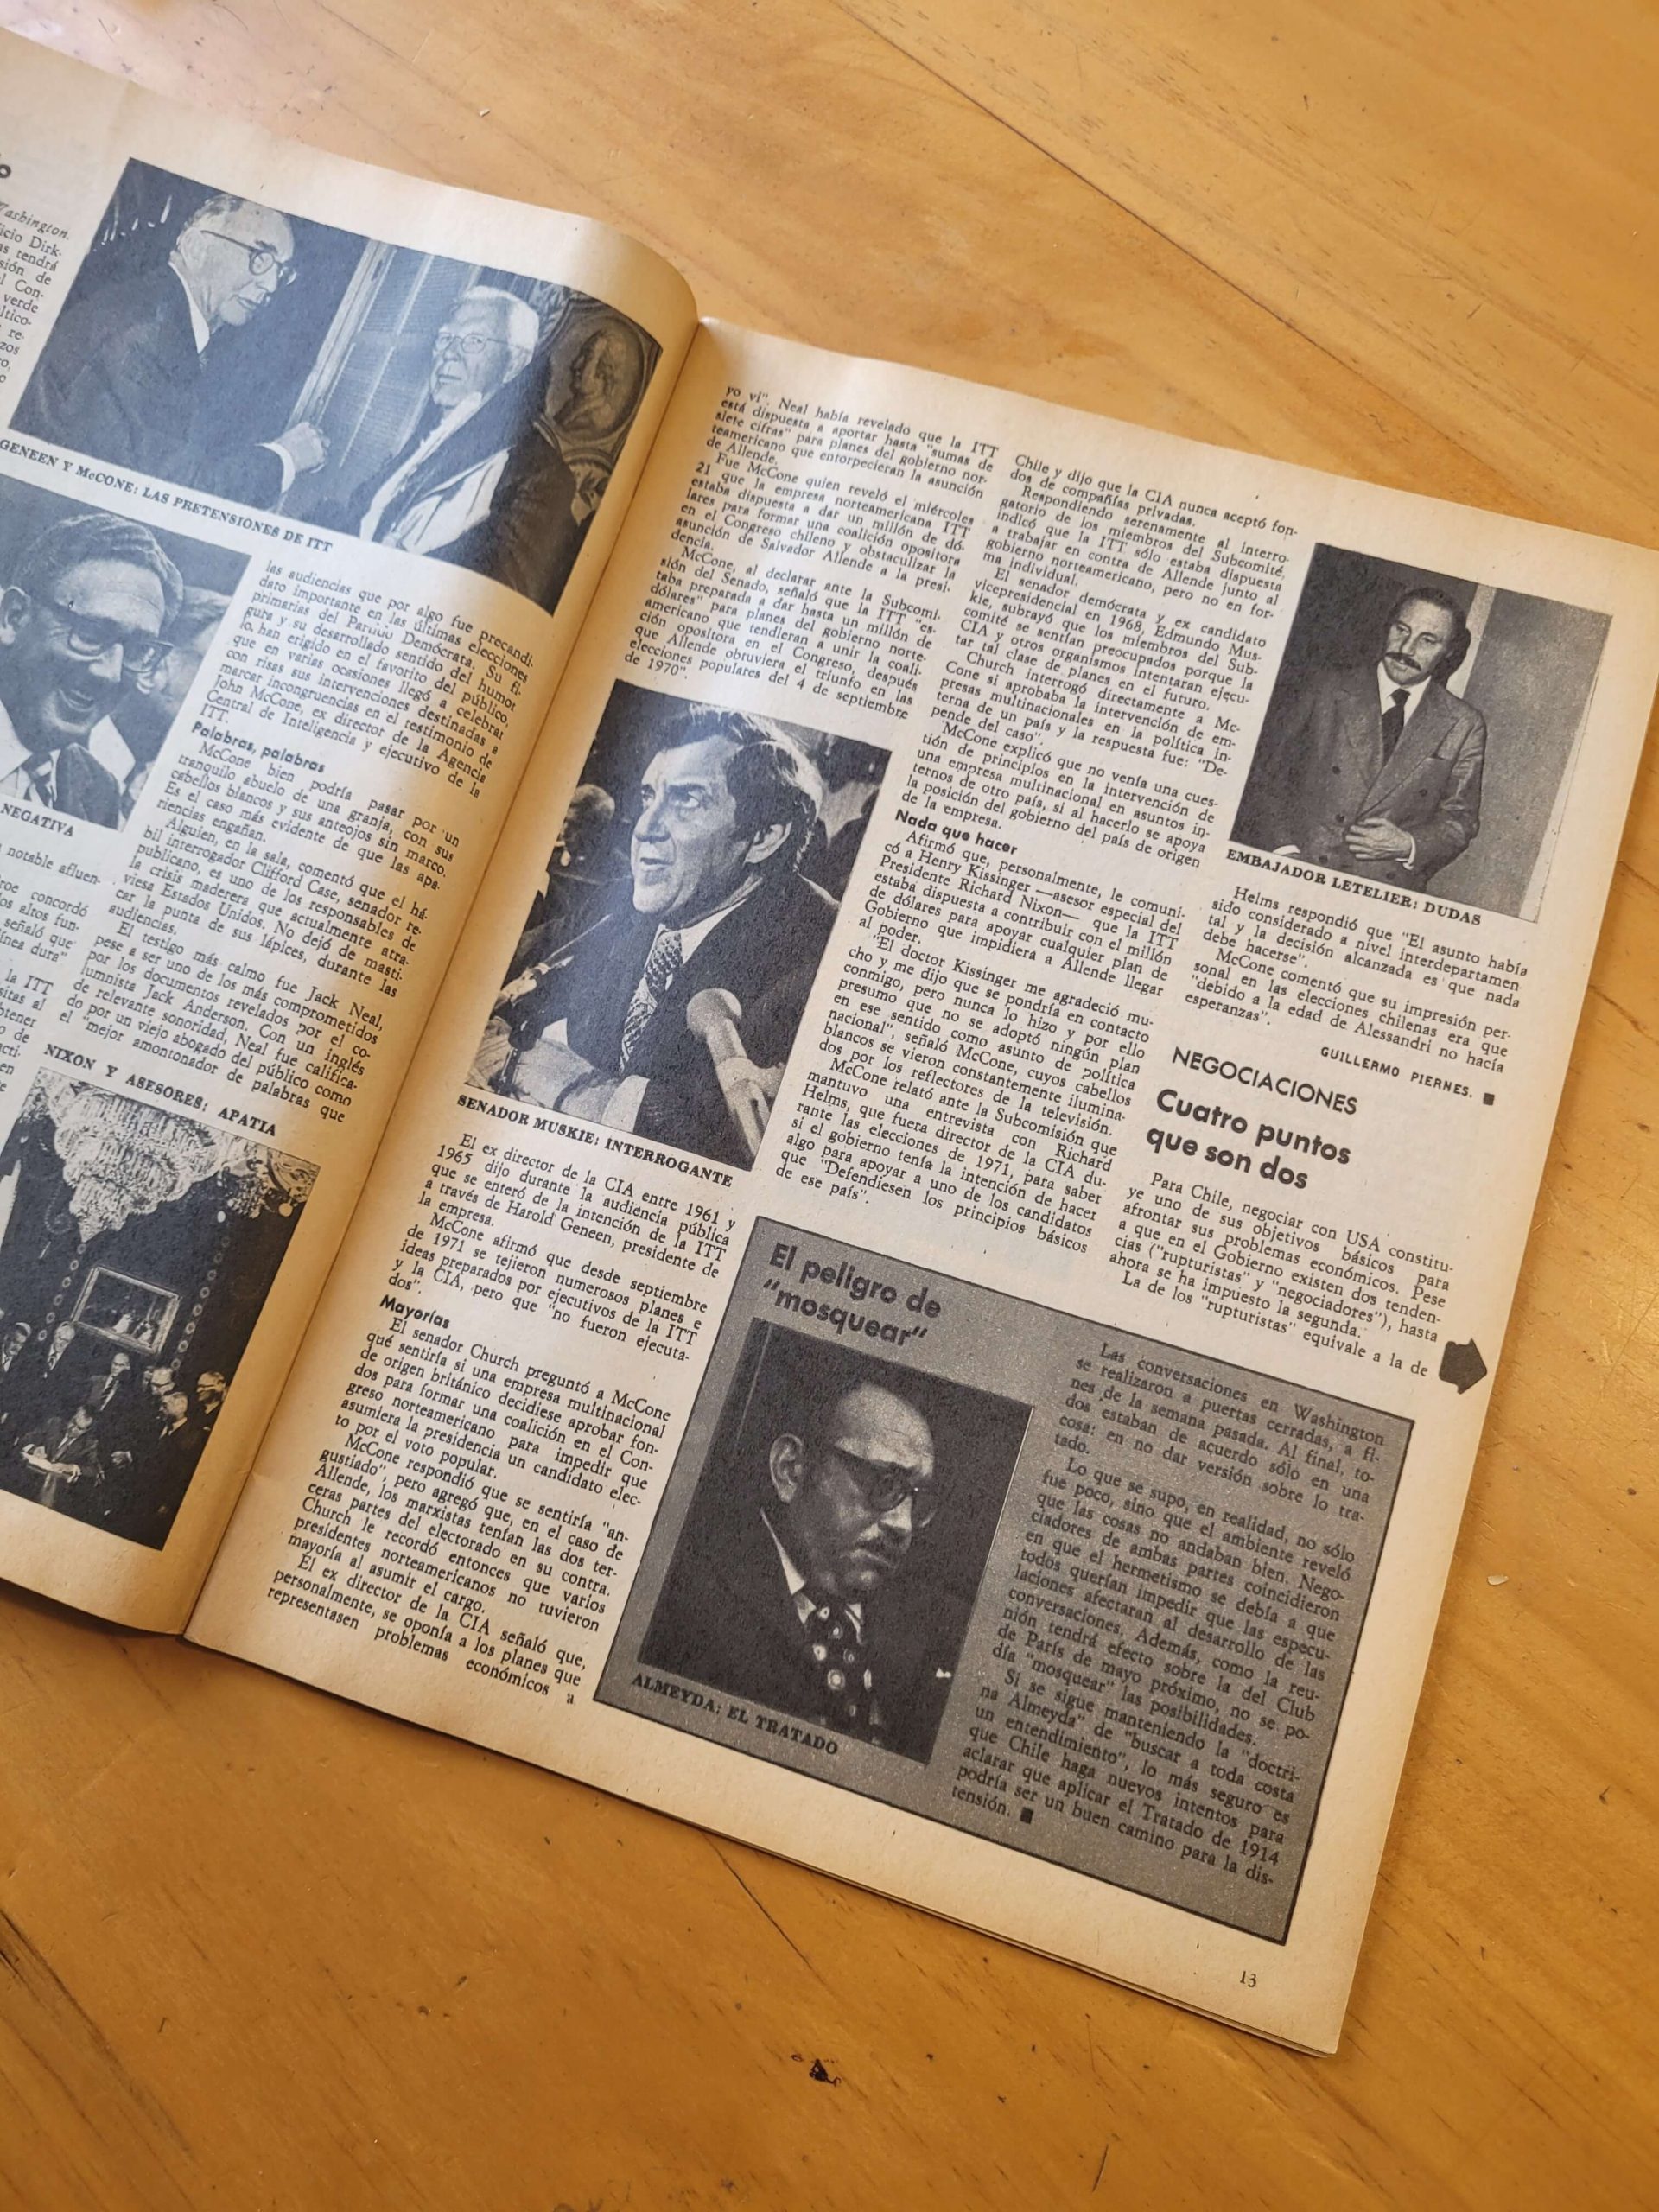 o
Washington.
icio Dirk-
as tendrá
sión de
l Con-
verde
ltico-
re-
zos
ro,
o
GENEEN Y McCONE: LAS PRETENSIONES DE ITT
NEGATIVA
notable afluen-
roe concordó
los altos fun-
señaló que
línea dura"
la ITT
sitas al
btener
o de
acti-
en
e
las audiencias que por algo fue precandi-
dato importante en las últimas elecciones
primarias del Partido Demócrata. Su fi-
gura y su desarrollado sentido del humor
lo han erigido en el favorito del público,
que en varias ocasiones llegó a celebrar
con risas sus intervenciones destinadas a
marcar incongruencias en el testimonio de
John McCone, ex director de la Agencia
Central de Inteligencia y ejecutivo de la
ITT.
Palabras, palabras
McCone bien podría pasar por un
tranquilo abuelo de una granja, con sus
cabellos blancos y sus anteojos sin marco.
Es el caso más evidente de que las apa-
riencias engañan.
Alguien, en la sala, comentó que el há-
bil interrogador Clifford Case, senador re-
publicano, es uno de los responsables de
la crisis maderera que actualmente atra-
viesa Estados Unidos. No dejó de masti-
car la punta de sus lápices, durante las
audiencias.
El testigo más calmo fue Jack Neal,
pese a ser uno de los más comprometidos
por los documentos revelados por el co-
lumnista Jack Anderson. Con un inglés
de relevante sonoridad, Neal fue califica-
do por un viejo abogado del público como
el "mejor amontonador de palabras que
NIXON Y ASESORES: APATIA
yo ví". Neal había revelado que la ITT
está dispuesta a aportar hasta "sumas de
siete cifras" para planes del gobierno nor-
teamericano que entorpecieran la asunción
de Allende.
Fue McCone quien reveló el miércoles
21 que la empresa norteamericana ITT
estaba dispuesta a dar un millón de dó-
lares para formar una coalición opositora
en el Congreso chileno y obstaculizar la
asunción de Salvador Allende a la presi-
dencia.
McCone, al declarar ante la Subcomi-
sión del Senado, señaló que la ITT "es-
taba preparada a dar hasta un millón de
dólares" para planes del gobierno norte-
americano que tendieran a unir la coali-
ción opositora en el Congreso, después
que Allende obtuviera el triunfo en las
elecciones populares del 4 de septiembre
de 1970".
SENADOR MUSKIE: INTERROGANTE
El ex director de la CIA entre 1961 y
1965 dijo durante la audiencia pública
que se enteró de la intención de la ITT
a través de Harold Geneen, presidente de
la empresa.
McCone afirmó que desde septiembre
de 1971 se tejieron numerosos planes e
ideas preparados por ejecutivos de la ITT
y la CIA, pero que "no fueron ejecuta-
dos".
Mayorías
El senador Church preguntó a McCone
qué sentiría si una empresa multinacional
de origen británico decidiese aprobar fon-
dos para formar una coalición en el Con-
greso norteamericano para impedir que
asumiera la presidencia un candidato elec-
to por el voto popular.
McCone respondió que se sentiría "an-
gustiado", pero agregó que, en el caso de
Allende, los marxistas tenían las dos ter-
ceras partes del electorado en su contra.
Church le recordó entonces que varios
presidentes norteamericanos no tuvieron
mayoría al asumir el cargo.
El ex director de la CIA señaló que,
personalmente, se oponía a los planes que
representasen problemas económicos a
Chile y dijo que la CIA nunca aceptó fon-
dos de compañías privadas.
Respondiendo serenamente al interro-
gatorio de los miembros del Subcomité,
indicó que la ITT sólo estaba dispuesta
a trabajar en contra de Allende junto al
gobierno norteamericano, pero no en for-
ma individual.
El senador demócrata y ex candidato
vicepresidencial en 1968, Edmundo Mus-
kie, subrayó que los miembros del Sub-
comité se sentían preocupados porque la
CIA y otros organismos intentaran ejecu-
tar tal clase de planes en el futuro.
Church interrogó directamente a Mc-
Cone si aprobaba la intervención de em-
presas multinacionales en la política in-
terna de un país y la respuesta fue: "De-
pende del caso".
McCone explicó que no venía una cues-
tión de principios en la intervención de
una empresa multinacional en asuntos in-
ternos de otro país, si al hacerlo se apoya
la posición del gobierno del país de origen
de la empresa.
Nada que hacer
Afirmó que, personalmente, le comuni-
có a Henry Kissinger —asesor especial del
Presidente Richard Nixon— que la ITT
estaba dispuesta a contribuir con el millón
de dólares para apoyar cualquier plan de
Gobierno que impidiera a Allende llegar
al poder.
"El doctor Kissinger me agradeció mu-
cho y me dijo que se pondría en contacto
conmigo, pero nunca lo hizo y por ello
presumo que no se adoptó ningún plan
en ese sentido como asunto de política
nacional", señaló McCone, cuyos cabellos
blancos se vieron constantemente ilumina-
dos por los reflectores de la televisión.
McCone relató ante la Subcomisión que
mantuvo una entrevista con Richard
Helms, que fuera director de la CIA du-
rante las elecciones de 1971, para saber
si el gobierno tenía la intención de hacer
algo para apoyar a uno de los candidatos
que "Defendiesen los principios básicos
de ese país".
EMBAJADOR LETELIER: DUDAS
Helms respondió que "El asunto había
sido considerado a nivel interdepartamen-
tal y la decisión alcanzada es que nada
debe hacerse".
McCone comentó que su impresión per-
sonal en las elecciones chilenas era que
"debido a la edad de Alessandri no hacía
esperanzas".
GUILLERMO PIERNES. ■
NEGOCIACIONES
Cuatro puntos
que son dos
Para Chile, negociar con USA constitu-
ye uno de sus objetivos básicos para
afrontar sus problemas económicos. Pese
a que en el Gobierno existen dos tenden-
cias ("rupturistas" y "negociadores"), hasta
ahora se ha impuesto la segunda.
La de los "rupturistas" equivale a la de
El peligro de
"mosquear"
ALMEYDA: EL TRATADO
Las conversaciones en Washington
se realizaron a puertas cerradas, a fi-
nes de la semana pasada. Al final, to-
dos estaban de acuerdo sólo en una
cosa: en no dar versión sobre lo tra-
tado.
Lo que se supo, en realidad, no sólo
fue poco, sino que el ambiente reveló
que las cosas no andaban bien. Nego-
ciadores de ambas partes coincidieron
en que el hermetismo se debía a que
todos querían impedir que las especu-
laciones afectaran al desarrollo de las
conversaciones. Además, como la reu-
nión tendrá efecto sobre la del Club
de París de mayo próximo, no se po-
día "mosquear" las posibilidades.
Si se sigue manteniendo la "doctri-
na Almeyda" de "buscar a toda costa
un entendimiento", lo más seguro es
que Chile haga nuevos intentos para
aclarar que aplicar el Tratado de 1914
podría ser un buen camino para la dis-
tensión. ■
13